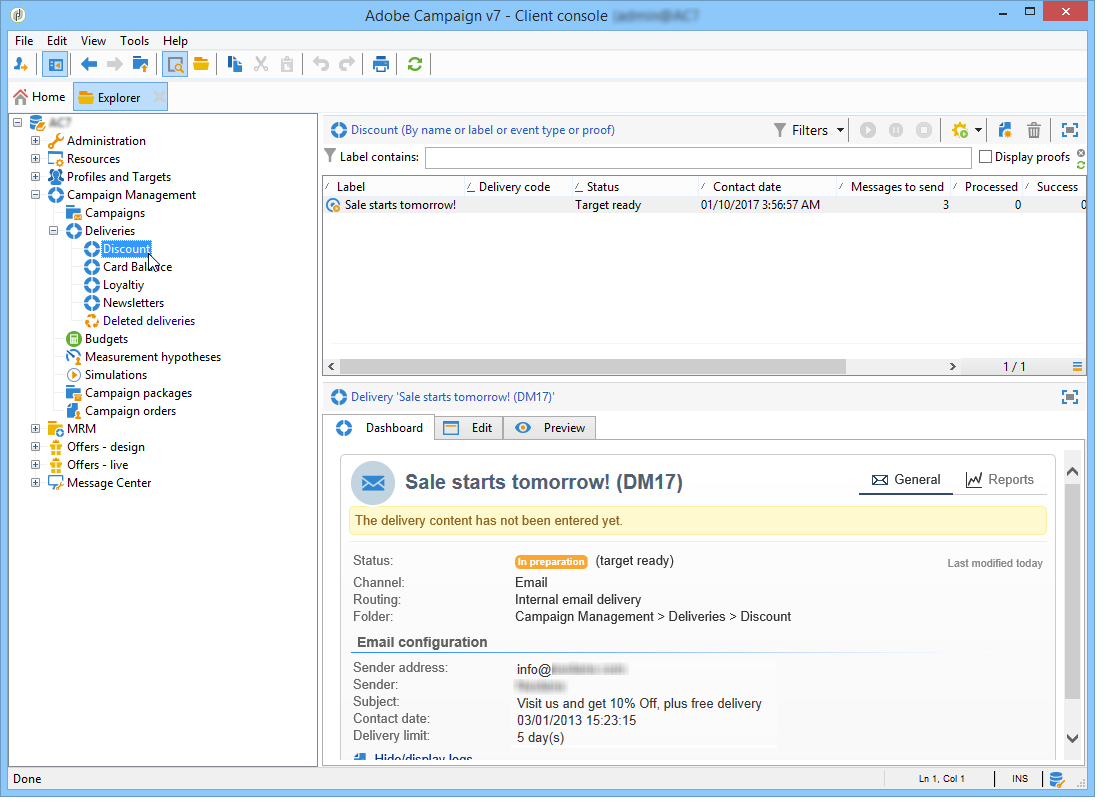 Adobe Campaign v7 - Client console
File Edit View Tools Help
Home Explorer
Administration
Resources
Profiles and Targets
Campaign Management
Campaigns
Deliveries
Discount
Card Balance
Loyaltiy
Newsletters
Deleted deliveries
Budgets
Measurement hypotheses
Simulations
Campaign packages
Campaign orders
MRM
Offers - design
Offers - live
Message Center
Discount (By name or label or event type or proof) Filters
Label contains: Display proofs
Label Delivery code Status Contact date Messages to send Processed Success
Sale starts tomorrow! Target ready 01/10/2017 3:56:57 AM 3 0 0
1 / 1
Delivery 'Sale starts tomorrow! (DM17)'
Dashboard Edit Preview
Sale starts tomorrow! (DM17) General Reports
The delivery content has not been entered yet.
Status: In preparation (target ready) Last modified today
Channel: Email
Routing: Internal email delivery
Folder: Campaign Management > Deliveries > Discount
Email configuration
Sender address: info@
Sender:
Subject: Visit us and get 10% Off, plus free delivery
Contact date: 03/01/2013 15:23:15
Delivery limit: 5 day(s)
Hide/display logs
Done Ln 1, Col 1 INS